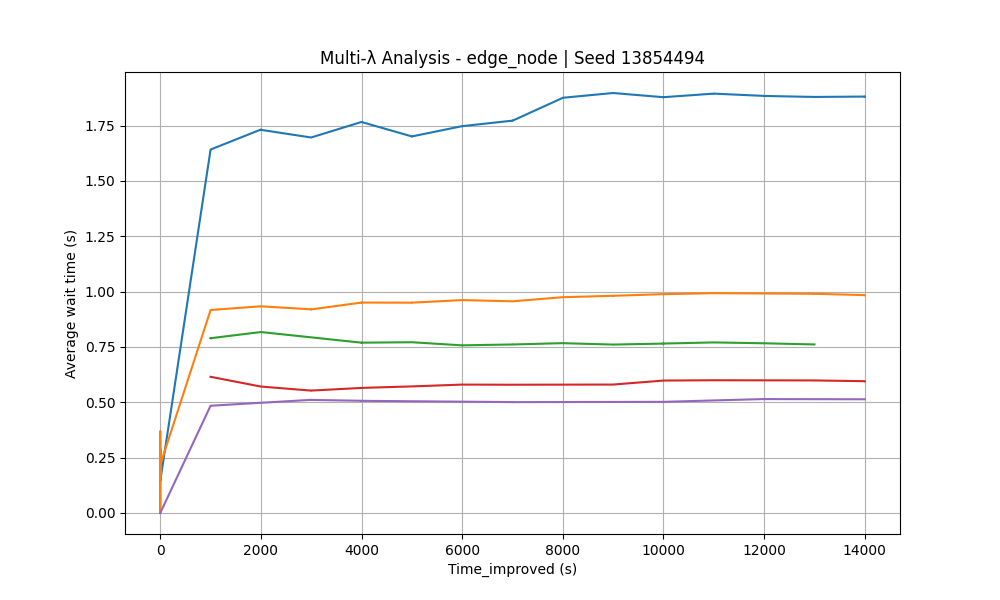 Multi-λ Analysis - edge_node | Seed 13854494
Average wait time (s)
1.75
1.50
1.25
1.00
0.75
0.50
0.25
0.00
0 2000 4000 6000 8000 10000 12000 14000
Time_improved (s)